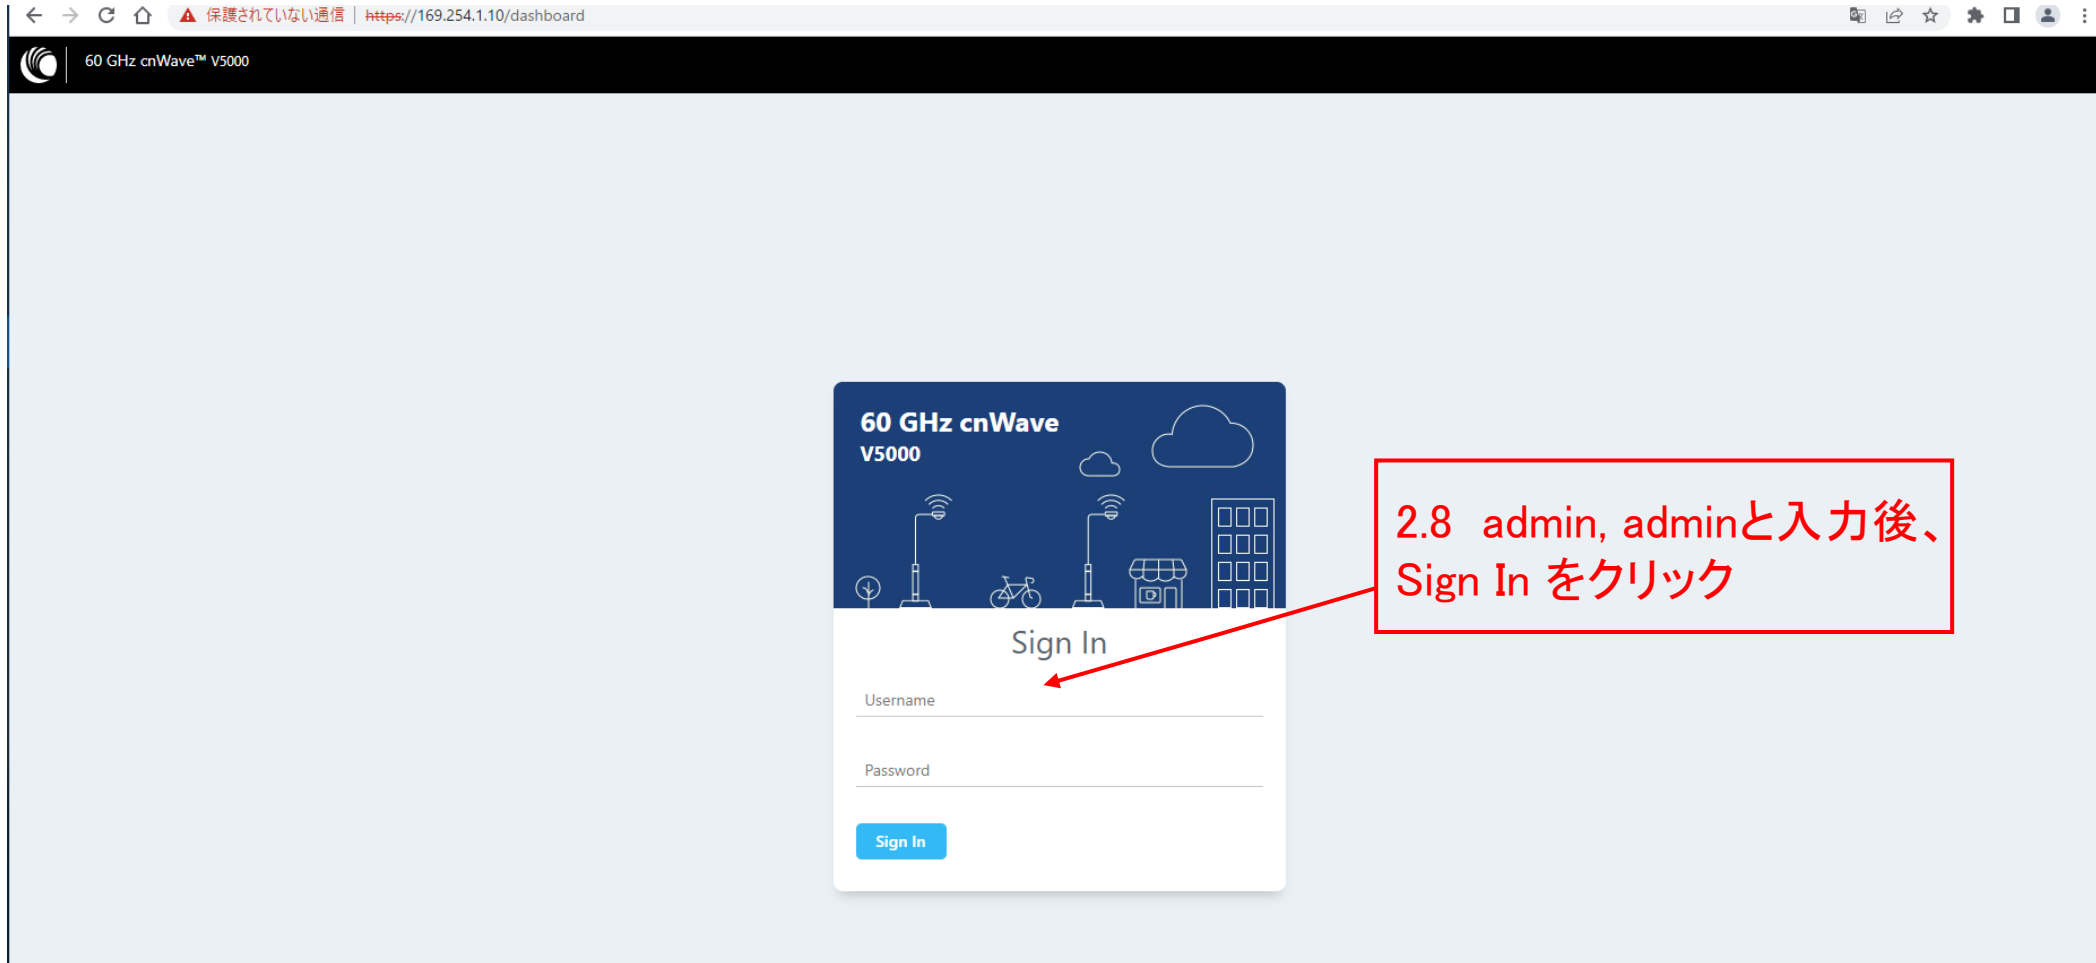 保護されていない通信 | https://169.254.1.10/dashboard
60 GHz cnWave™ V5000
60 GHz cnWave
V5000
2.8 admin, adminと入力後、
Sign In をクリック
Sign In
Username
Password
Sign In